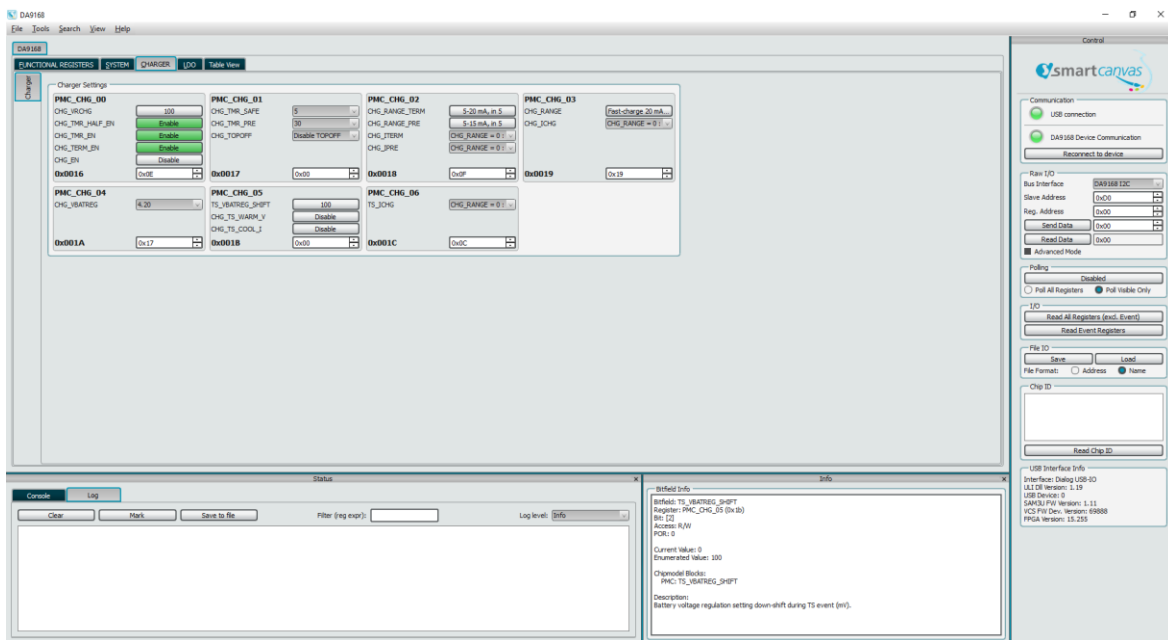 DA9168
File Tools Search View Help
DA9168
FUNCTIONAL REGISTERS SYSTEM CHARGER LDO Table View
Charger
Charger Settings
PMC_CHG_00
CHG_VRCHG 100
CHG_TMR_HALF_EN Enable
CHG_TMR_EN Enable
CHG_TERM_EN Enable
CHG_EN Disable
0x0016 0x0E
PMC_CHG_01
CHG_TMR_SAFE 5
CHG_TMR_PRE 30
CHG_TOPOFF Disable TOPOFF
0x0017 0x00
PMC_CHG_02
CHG_RANGE_TERM 5-20 mA, in 5
CHG_RANGE_PRE 5-15 mA, in 5
CHG_ITERM CHG_RANGE = 0
CHG_IPRE CHG_RANGE = 0
0x0018 0x0F
PMC_CHG_03
CHG_RANGE Fast-charge 20 mA...
CHG_ICHG CHG_RANGE = 0
0x0019 0x19
PMC_CHG_04
CHG_VBATREG 4.20
0x001A 0x17
PMC_CHG_05
TS_VBATREG_SHIFT 100
CHG_TS_WARM_V Disable
CHG_TS_COOL_I Disable
0x001B 0x00
PMC_CHG_06
TS_ICHG CHG_RANGE = 0
0x001C 0x0C
Control
smartcanvas
Communication
USB connection
DA9168 Device Communication
Reconnect to device
Raw I/O
Bus Interface DA9168 I2C
Slave Address 0xD0
Reg. Address 0x00
Send Data 0x00
Read Data 0x00
Advanced Mode
Polling
Disabled
Poll All Registers Poll Visible Only
I/O
Read All Registers (excl. Event)
Read Event Registers
File IO
Save Load
File Format: Address Name
Chip ID
Read Chip ID
USB Interface Info
Interface: Dialog USB-IO
ULI Dll Version: 1.19
USB Device: 0
SAM3U FW Version: 1.11
VCS FW Dev. Version: 69888
FPGA Version: 15.255
Status
Console Log
Clear Mark Save to file Filter (reg expr): Log level: Info
Info
Bitfield Info
Bitfield: TS_VBATREG_SHIFT
Register: PMC_CHG_05 (0x1b)
Bit: [2]
Access: R/W
POR: 0
Current Value: 0
Enumerated Value: 100
Chipmodel Blocks:
PMC: TS_VBATREG_SHIFT
Description:
Battery voltage regulation setting down-shift during TS event (mV).